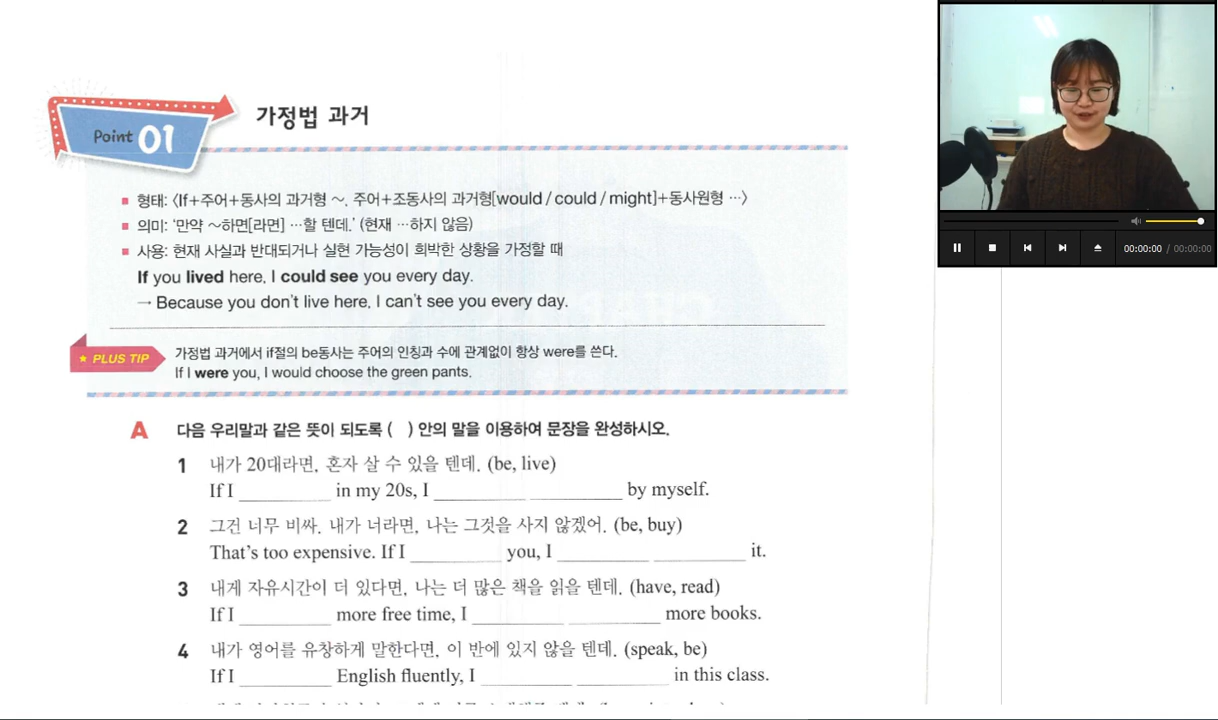 Point 01
가정법 과거
형태: 〈If+주어+동사의 과거형 ~, 주어+조동사의 과거형[would / could / might]+동사원형 …〉
의미: '만약 ~하면[라면] …할 텐데.' (현재 …하지 않음)
사용: 현재 사실과 반대되거나 실현 가능성이 희박한 상황을 가정할 때
If you lived here, I could see you every day.
→ Because you don't live here, I can't see you every day.
★ PLUS TIP
가정법 과거에서 if절의 be동사는 주어의 인칭과 수에 관계없이 항상 were를 쓴다.
If I were you, I would choose the green pants.
A 다음 우리말과 같은 뜻이 되도록 ( ) 안의 말을 이용하여 문장을 완성하시오.
1 내가 20대라면, 혼자 살 수 있을 텐데. (be, live)
If I __________ in my 20s, I __________ __________ by myself.
2 그건 너무 비싸. 내가 너라면, 나는 그것을 사지 않겠어. (be, buy)
That's too expensive. If I __________ you, I __________ __________ it.
3 내게 자유시간이 더 있다면, 나는 더 많은 책을 읽을 텐데. (have, read)
If I __________ more free time, I __________ __________ more books.
4 내가 영어를 유창하게 말한다면, 이 반에 있지 않을 텐데. (speak, be)
If I __________ English fluently, I __________ __________ in this class.
00:00:00 / 00:00:00